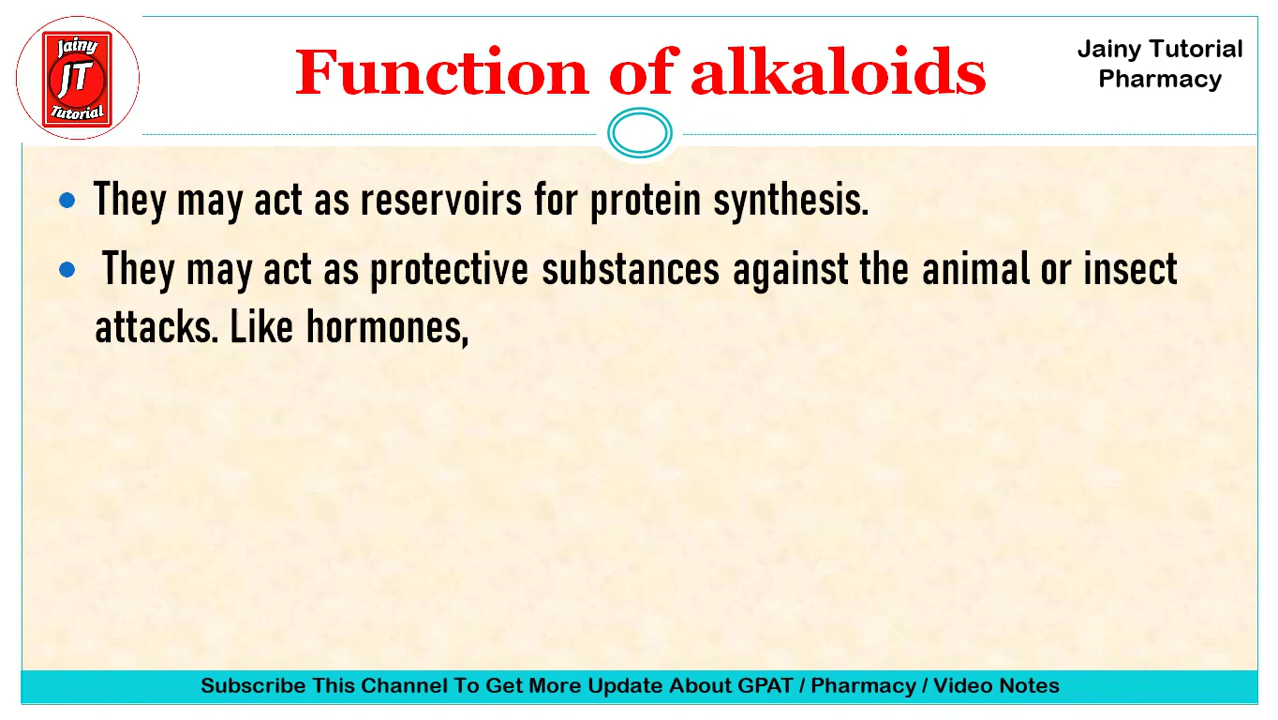 Jainy
JT
Tutorial
Function of alkaloids
Jainy Tutorial
Pharmacy
• They may act as reservoirs for protein synthesis.
• They may act as protective substances against the animal or insect
attacks. Like hormones,
Subscribe This Channel To Get More Update About GPAT / Pharmacy / Video Notes